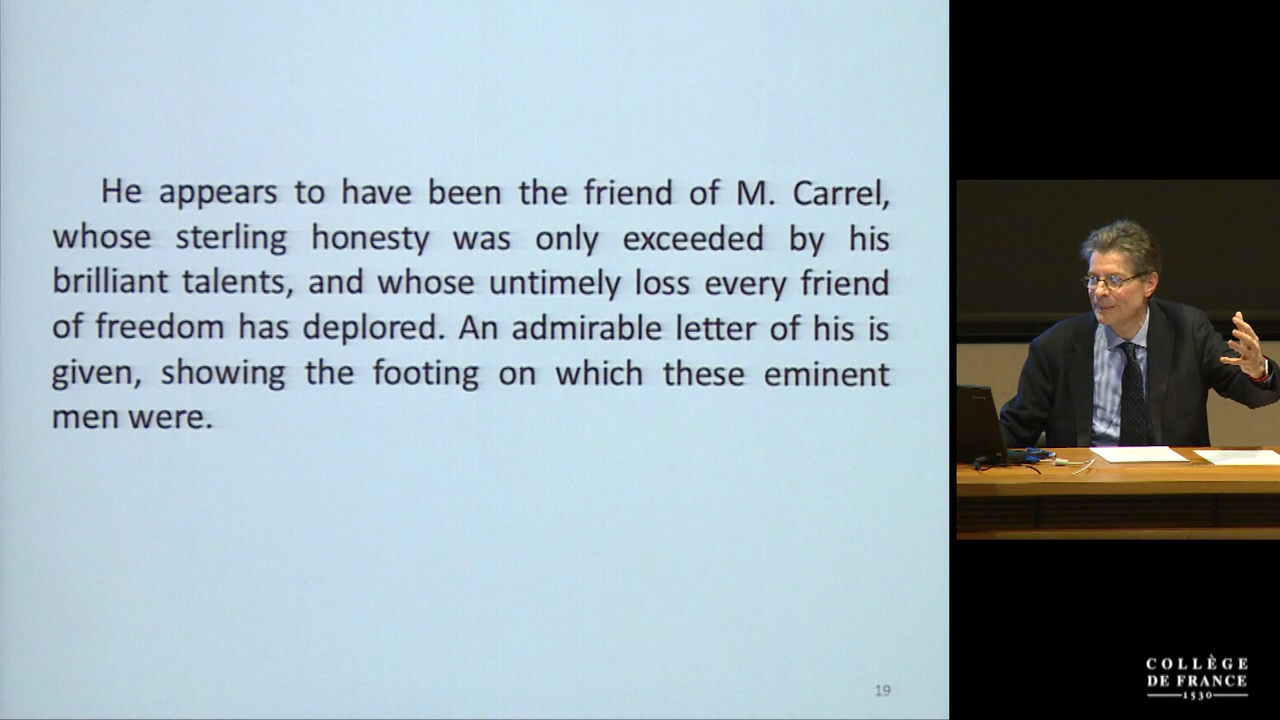 He appears to have been the friend of M. Carrel,
whose sterling honesty was only exceeded by his
brilliant talents, and whose untimely loss every friend
of freedom has deplored. An admirable letter of his is
given, showing the footing on which these eminent
men were.
19
COLLÈGE
DE FRANCE
1530